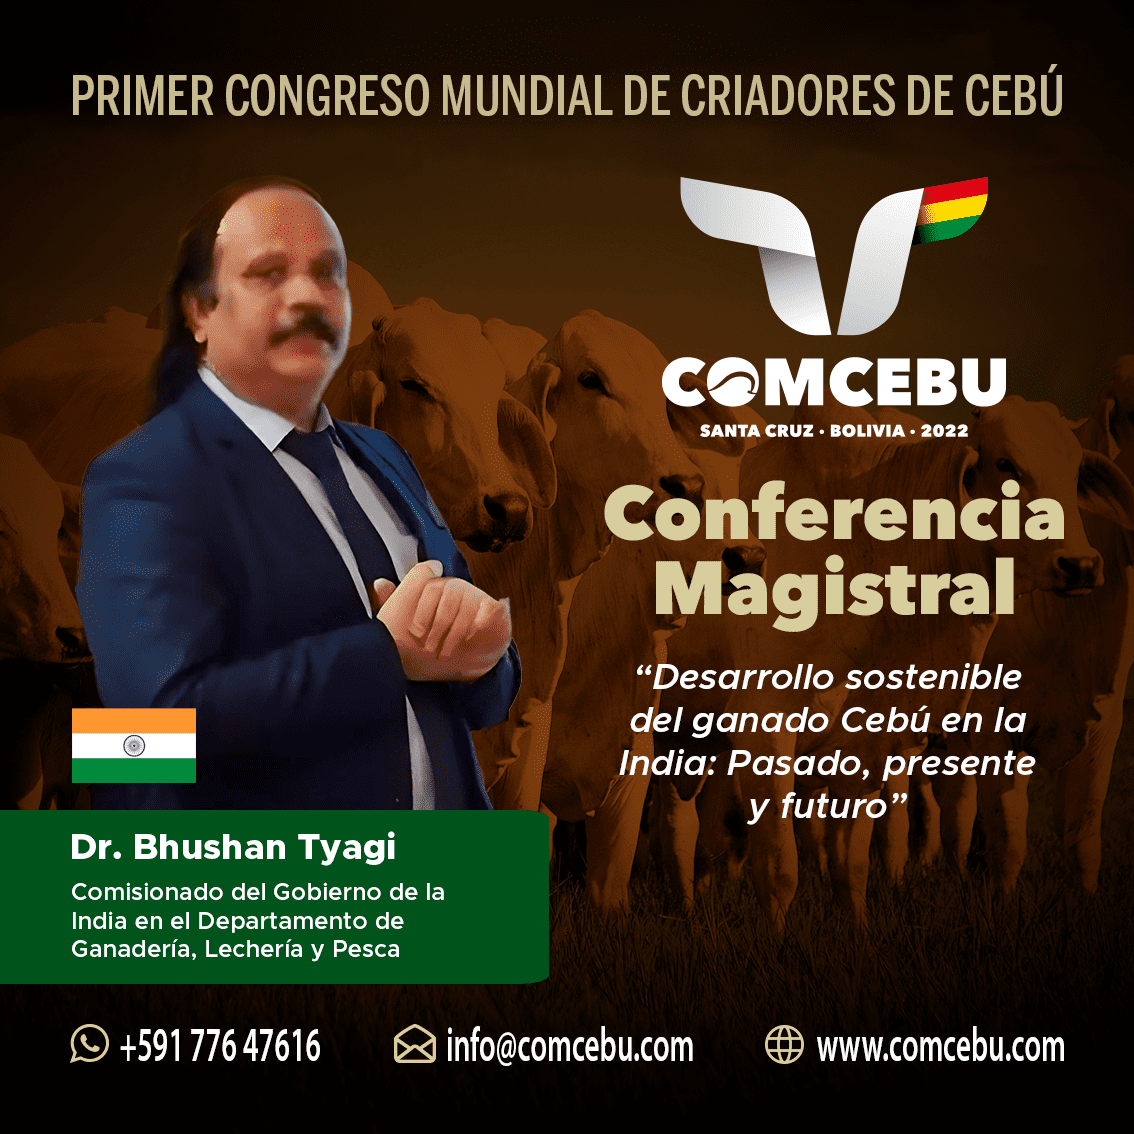 PRIMER CONGRESO MUNDIAL DE CRIADORES DE CEBÚ
COMCEBU
SANTA CRUZ · BOLIVIA · 2022
Conferencia
Magistral
“Desarrollo sostenible
del ganado Cebú en la
India: Pasado, presente
y futuro”
Dr. Bhushan Tyagi
Comisionado del Gobierno de la
India en el Departamento de
Ganadería, Lechería y Pesca
+591 776 47616
info@comcebu.com
www.comcebu.com